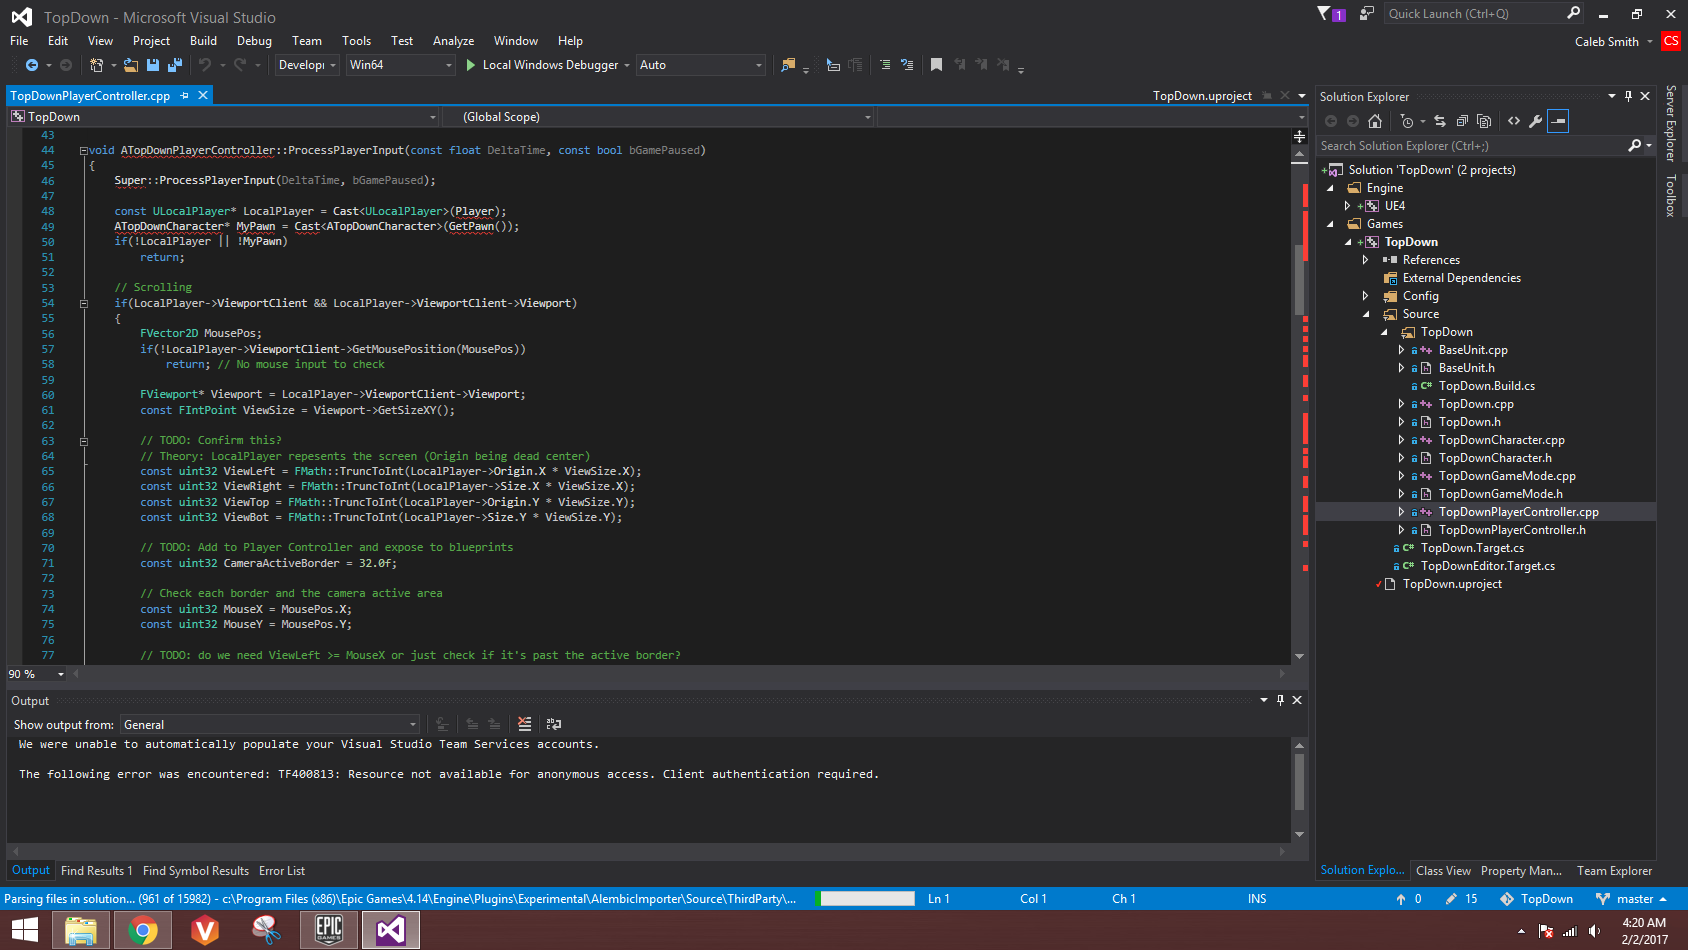 TopDown - Microsoft Visual Studio
1
Quick Launch (Ctrl+Q)
File Edit View Project Build Debug Team Tools Test Analyze Window Help
Caleb Smith CS
Develop Win64 Local Windows Debugger Auto
TopDownPlayerController.cpp
TopDown.uproject
TopDown (Global Scope)
43
44 void ATopDownPlayerController::ProcessPlayerInput(const float DeltaTime, const bool bGamePaused)
45 {
46 Super::ProcessPlayerInput(DeltaTime, bGamePaused);
47
48 const ULocalPlayer* LocalPlayer = Cast<ULocalPlayer>(Player);
49 ATopDownCharacter* MyPawn = Cast<ATopDownCharacter>(GetPawn());
50 if(!LocalPlayer || !MyPawn)
51 return;
52
53 // Scrolling
54 if(LocalPlayer->ViewportClient && LocalPlayer->ViewportClient->Viewport)
55 {
56 FVector2D MousePos;
57 if(!LocalPlayer->ViewportClient->GetMousePosition(MousePos))
58 return; // No mouse input to check
59
60 FViewport* Viewport = LocalPlayer->ViewportClient->Viewport;
61 const FIntPoint ViewSize = Viewport->GetSizeXY();
62
63 // TODO: Confirm this?
64 // Theory: LocalPlayer repesents the screen (Origin being dead center)
65 const uint32 ViewLeft = FMath::TruncToInt(LocalPlayer->Origin.X * ViewSize.X);
66 const uint32 ViewRight = FMath::TruncToInt(LocalPlayer->Size.X * ViewSize.X);
67 const uint32 ViewTop = FMath::TruncToInt(LocalPlayer->Origin.Y * ViewSize.Y);
68 const uint32 ViewBot = FMath::TruncToInt(LocalPlayer->Size.Y * ViewSize.Y);
69
70 // TODO: Add to Player Controller and expose to blueprints
71 const uint32 CameraActiveBorder = 32.0f;
72
73 // Check each border and the camera active area
74 const uint32 MouseX = MousePos.X;
75 const uint32 MouseY = MousePos.Y;
76
77 // TODO: do we need ViewLeft >= MouseX or just check if it's past the active border?
90 %
Output
Show output from: General
We were unable to automatically populate your Visual Studio Team Services accounts.
The following error was encountered: TF400813: Resource not available for anonymous access. Client authentication required.
Output Find Results 1 Find Symbol Results Error List
Solution Explorer
Search Solution Explorer (Ctrl+;)
Solution 'TopDown' (2 projects)
Engine
UE4
Games
TopDown
References
External Dependencies
Config
Source
TopDown
BaseUnit.cpp
BaseUnit.h
TopDown.Build.cs
TopDown.cpp
TopDown.h
TopDownCharacter.cpp
TopDownCharacter.h
TopDownGameMode.cpp
TopDownGameMode.h
TopDownPlayerController.cpp
TopDownPlayerController.h
TopDown.Target.cs
TopDownEditor.Target.cs
TopDown.uproject
Solution Explo... Class View Property Man... Team Explorer
Server Explorer
Toolbox
Parsing files in solution... (961 of 15982) - c:\Program Files (x86)\Epic Games\4.14\Engine\Plugins\Experimental\AlembicImporter\Source\ThirdParty\... Ln 1 Col 1 Ch 1 INS 0 15 TopDown master
EPIC GAMES
4:20 AM
2/2/2017